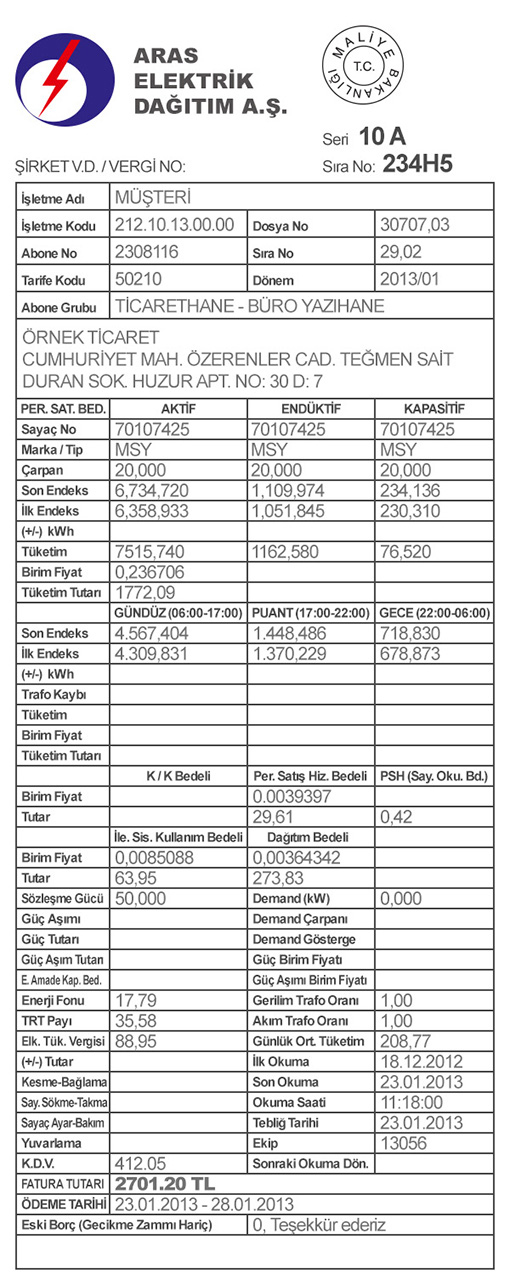 ARAS
ELEKTRİK
DAĞITIM A.Ş.
MALİYE BAKANLIĞI
T.C.
Seri 10 A
ŞİRKET V.D. / VERGİ NO: Sıra No: 234H5
İşletme Adı MÜŞTERİ
İşletme Kodu 212.10.13.00.00 Dosya No 30707,03
Abone No 2308116 Sıra No 29,02
Tarife Kodu 50210 Dönem 2013/01
Abone Grubu TİCARETHANE - BÜRO YAZIHANE
ÖRNEK TİCARET
CUMHURİYET MAH. ÖZERENLER CAD. TEĞMEN SAİT
DURAN SOK. HUZUR APT. NO: 30 D: 7
PER. SAT. BED. AKTİF ENDÜKTİF KAPASİTİF
Sayaç No 70107425 70107425 70107425
Marka / Tip MSY MSY MSY
Çarpan 20,000 20,000 20,000
Son Endeks 6,734,720 1,109,974 234,136
İlk Endeks 6,358,933 1,051,845 230,310
(+/-) kWh
Tüketim 7515,740 1162,580 76,520
Birim Fiyat 0,236706
Tüketim Tutarı 1772,09
GÜNDÜZ (06:00-17:00) PUANT (17:00-22:00) GECE (22:00-06:00)
Son Endeks 4.567,404 1.448,486 718,830
İlk Endeks 4.309,831 1.370,229 678,873
(+/-) kWh
Trafo Kaybı
Tüketim
Birim Fiyat
Tüketim Tutarı
K / K Bedeli Per. Satış Hiz. Bedeli PSH (Say. Oku. Bd.)
Birim Fiyat 0.0039397
Tutar 29,61 0,42
İle. Sis. Kullanım Bedeli Dağıtım Bedeli
Birim Fiyat 0,0085088 0,00364342
Tutar 63,95 273,83
Sözleşme Gücü 50,000 Demand (kW) 0,000
Güç Aşımı Demand Çarpanı
Güç Tutarı Demand Gösterge
Güç Aşım Tutarı Güç Birim Fiyatı
E. Amade Kap. Bed. Güç Aşımı Birim Fiyatı
Enerji Fonu 17,79 Gerilim Trafo Oranı 1,00
TRT Payı 35,58 Akım Trafo Oranı 1,00
Elk. Tük. Vergisi 88,95 Günlük Ort. Tüketim 208,77
(+/-) Tutar İlk Okuma 18.12.2012
Kesme-Bağlama Son Okuma 23.01.2013
Say. Sökme-Takma Okuma Saati 11:18:00
Sayaç Ayar-Bakım Tebliğ Tarihi 23.01.2013
Yuvarlama Ekip 13056
K.D.V. 412.05 Sonraki Okuma Dön.
FATURA TUTARI 2701.20 TL
ÖDEME TARİHİ 23.01.2013 - 28.01.2013
Eski Borç (Gecikme Zammı Hariç) 0, Teşekkür ederiz